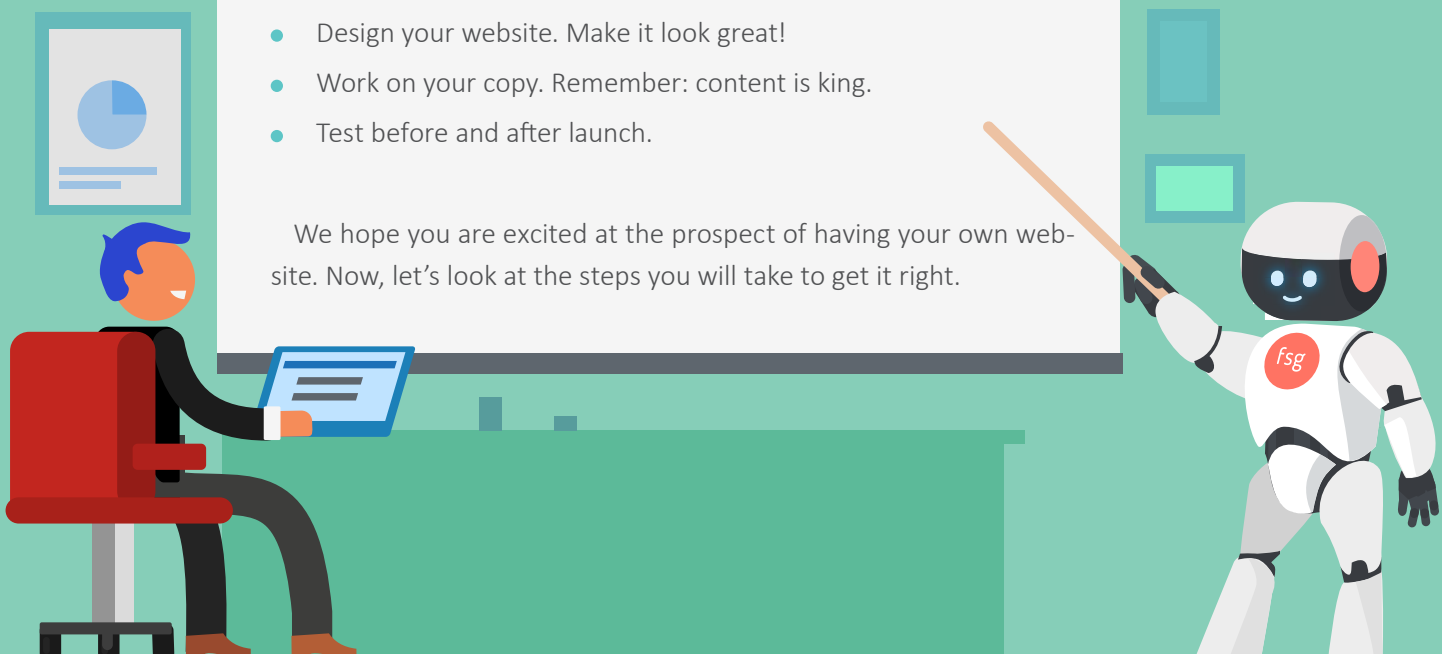 Design your website. Make it look great!
Work on your copy. Remember: content is king.
Test before and after launch.
We hope you are excited at the prospect of having your own web-
site. Now, let’s look at the steps you will take to get it right.
fsg